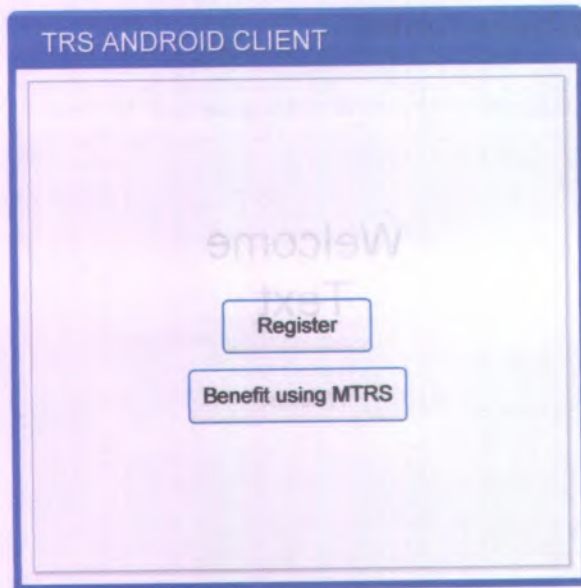 TRS ANDROID CLIENT
Welcome
Text
Register
Benefit using MTRS